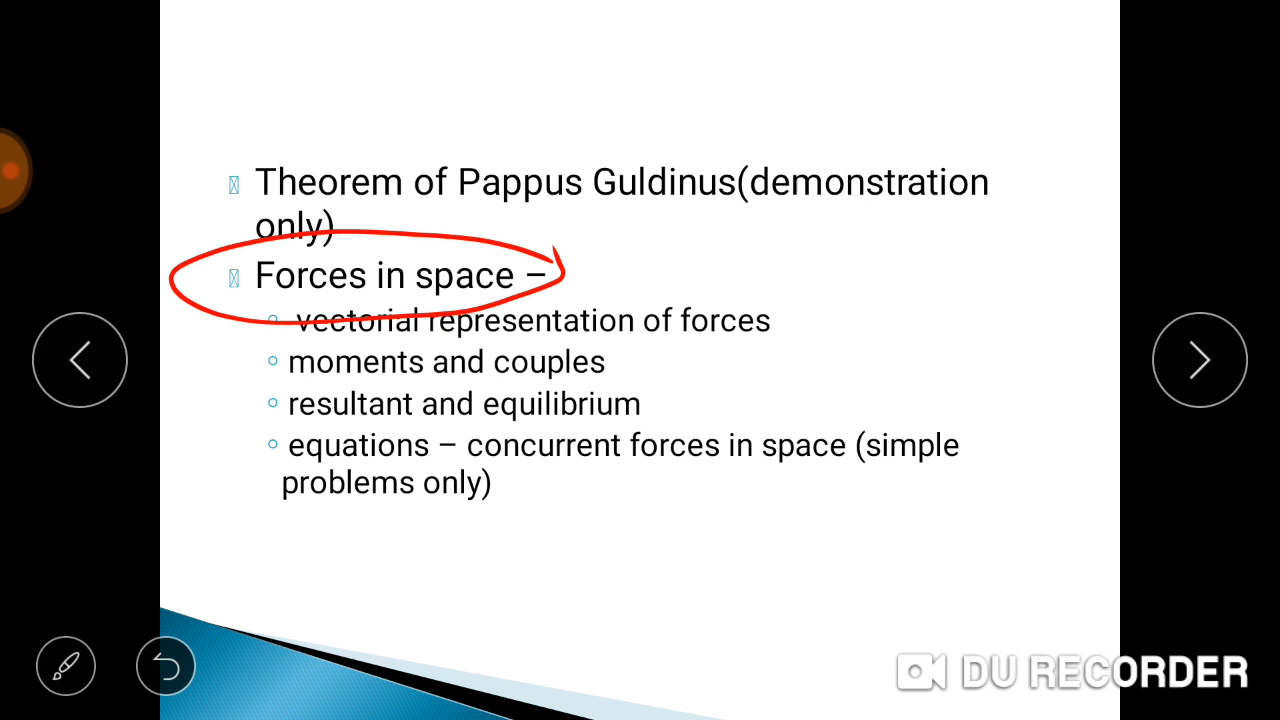 Theorem of Pappus Guldinus(demonstration
only)
Forces in space –
vectorial representation of forces
moments and couples
resultant and equilibrium
equations – concurrent forces in space (simple
problems only)
DU RECORDER